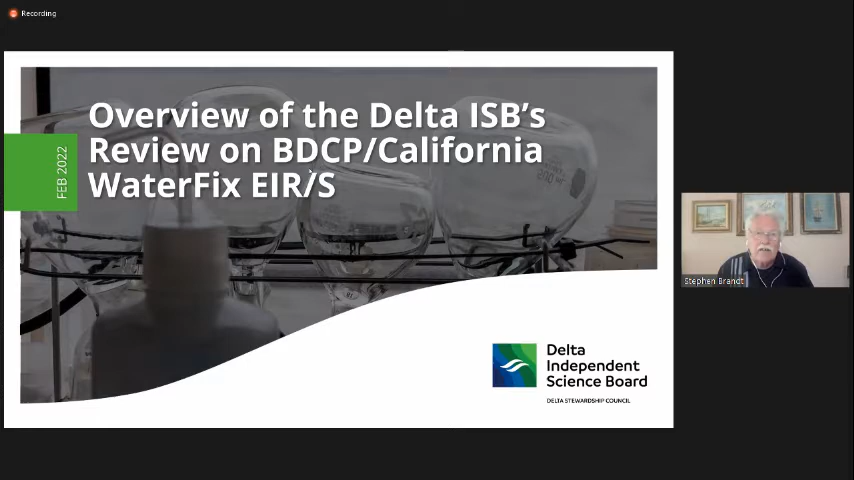 Recording
Overview of the Delta ISB's
Review on BDCP/California
WaterFix EIR/S
FEB 2022
Delta
Independent
Science Board
DELTA STEWARDSHIP COUNCIL
Stephen Brandt